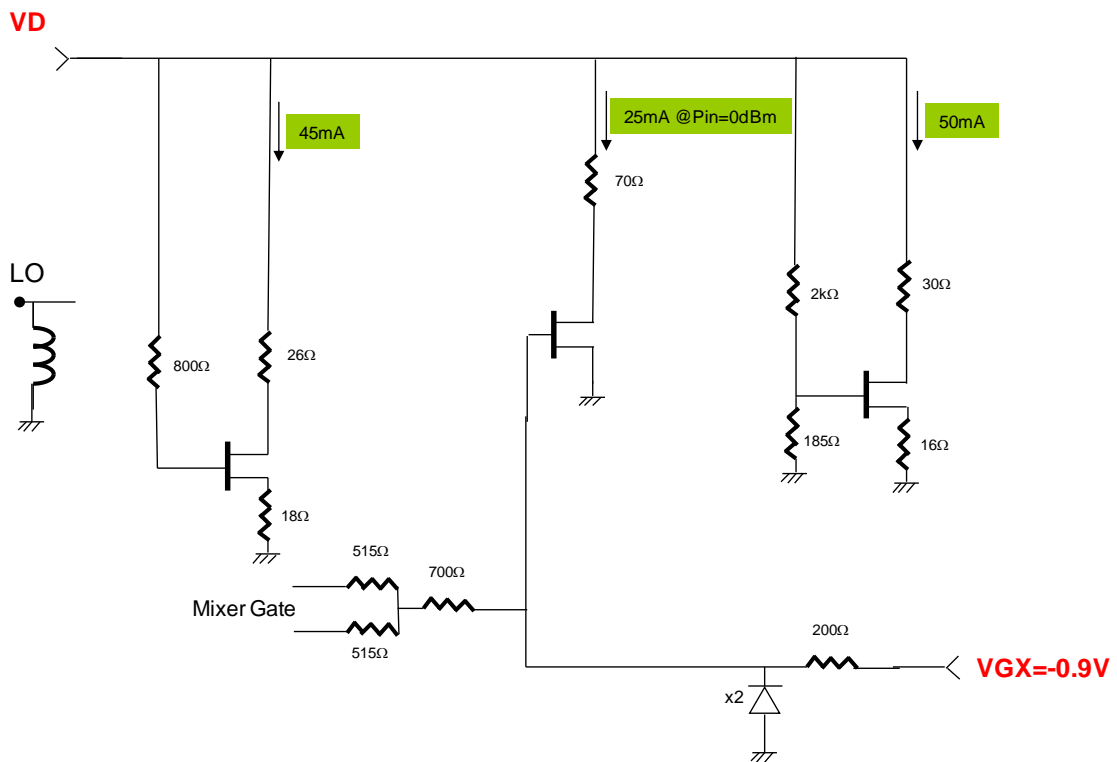 VD
45mA
25mA @Pin=0dBm
50mA
70Ω
LO
2kΩ
30Ω
800Ω
26Ω
185Ω
16Ω
18Ω
515Ω
700Ω
Mixer Gate
515Ω
200Ω
VGX=-0.9V
x2